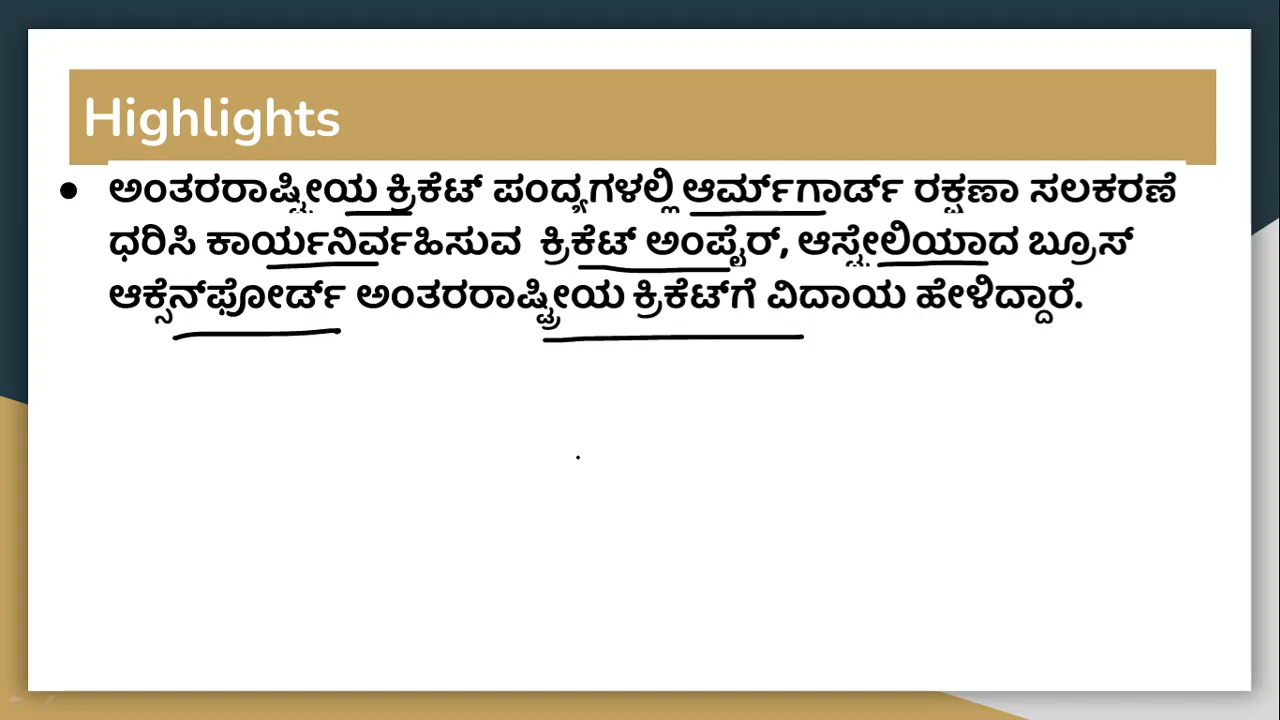 Highlights
● ಅಂತರರಾಷ್ಟ್ರೀಯ ಕ್ರಿಕೆಟ್ ಪಂದ್ಯಗಳಲ್ಲಿ ಆರ್ಮ್‌ಗಾರ್ಡ್ ರಕ್ಷಣಾ ಸಲಕರಣೆ
ಧರಿಸಿ ಕಾರ್ಯನಿರ್ವಹಿಸುವ ಕ್ರಿಕೆಟ್ ಅಂಪೈರ್, ಆಸ್ಟ್ರೇಲಿಯಾದ ಬ್ರೂಸ್
ಆಕ್ಸೆನ್‌ಫೋರ್ಡ್ ಅಂತರರಾಷ್ಟ್ರೀಯ ಕ್ರಿಕೆಟ್‌ಗೆ ವಿದಾಯ ಹೇಳಿದ್ದಾರೆ.